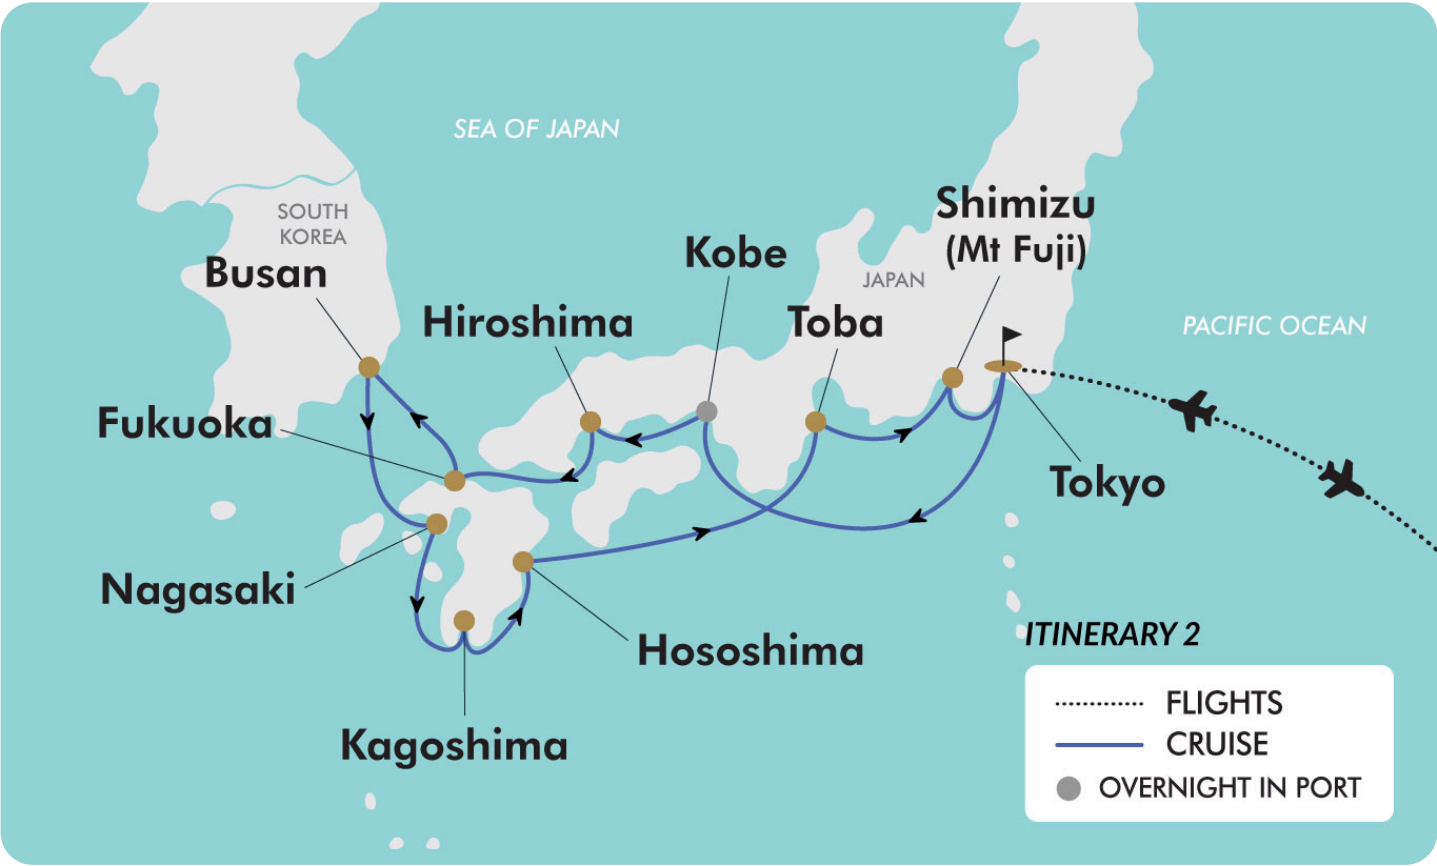 SEA OF JAPAN
SOUTH
KOREA
Busan
Shimizu
(Mt Fuji)
Kobe
JAPAN
Hiroshima
Toba
PACIFIC OCEAN
Fukuoka
Tokyo
Nagasaki
Hososhima
Kagoshima
ITINERARY 2
FLIGHTS
CRUISE
OVERNIGHT IN PORT